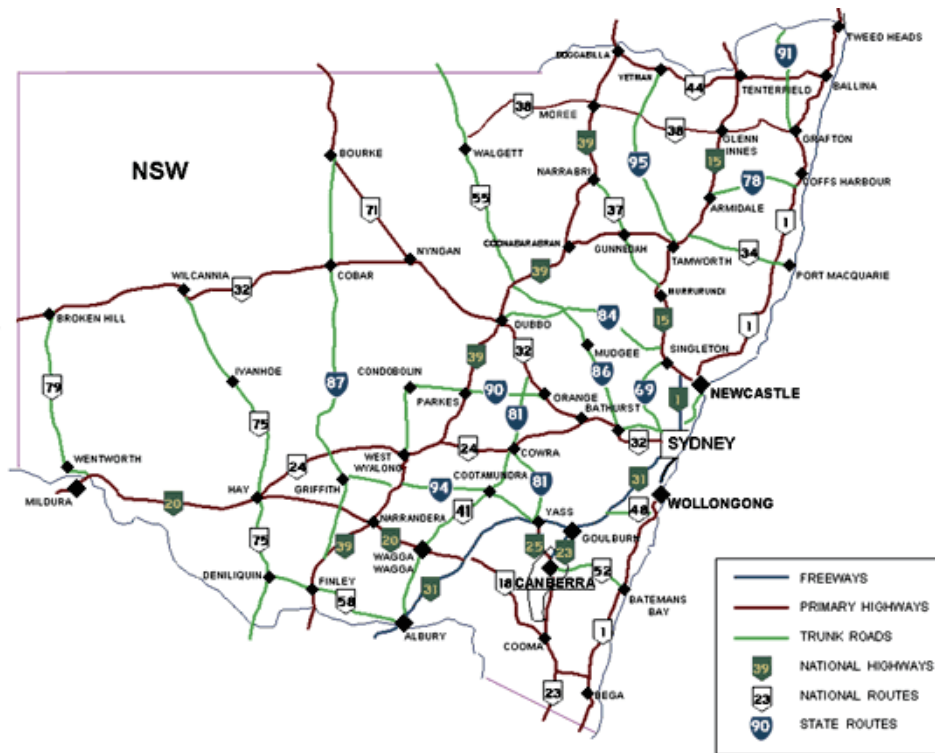 TWEED HEADS
91
BOGGABILLA
YETMAN
44
TENTERFIELD
BALLINA
38
MOREE
38
GLENN
INNES
GRAFTON
NSW
BOURKE
WALGETT
39
95
15
NARRABRI
78
COFFS HARBOUR
55
37
ARMIDALE
71
1
NYNGAN
COONABARABRAN
GUNNEDAH
TAMWORTH
34
PORT MACQUARIE
WILCANNIA
32
COBAR
39
MURRURUNDI
BROKEN HILL
DUBBO
84
15
1
32
MUDGEE
SINGLETON
39
79
IVANHOE
87
CONDOBOLIN
86
69
1
NEWCASTLE
PARKES
90
ORANGE
81
BATHURST
75
32
SYDNEY
WENTWORTH
24
WEST
WYALONG
24
COWRA
MILDURA
HAY
GRIFFITH
94
COOTAMUNDRA
81
31
20
41
WOLLONGONG
NARRANDERA
YASS
48
75
39
20
WAGGA
WAGGA
25
23
GOULBURN
DENILIQUIN
FINLEY
58
31
18
CANBERRA
52
BATEMANS
BAY
ALBURY
COOMA
1
23
BEGA
FREEWAYS
PRIMARY HIGHWAYS
TRUNK ROADS
39 NATIONAL HIGHWAYS
23 NATIONAL ROUTES
90 STATE ROUTES